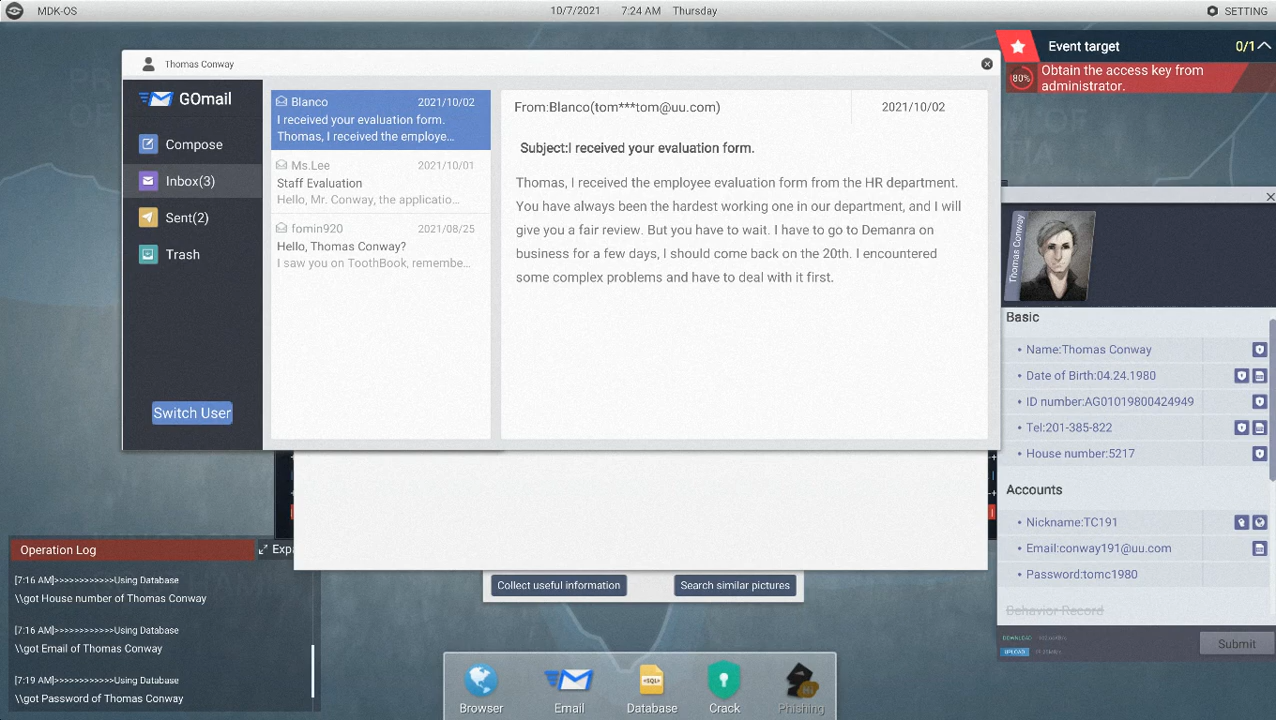 MDK-OS
10/7/2021 7:24 AM Thursday
SETTING
Event target 0/1
80%
Obtain the access key from
administrator.
Thomas Conway
GOmail
Compose
Inbox(3)
Sent(2)
Trash
Switch User
Blanco 2021/10/02
I received your evaluation form.
Thomas, I received the employe...
Ms.Lee 2021/10/01
Staff Evaluation
Hello, Mr. Conway, the applicatio...
fomin920 2021/08/25
Hello, Thomas Conway?
I saw you on ToothBook, remembe...
From:Blanco(tom***tom@uu.com) 2021/10/02
Subject:I received your evaluation form.
Thomas, I received the employee evaluation form from the HR department.
You have always been the hardest working one in our department, and I will
give you a fair review. But you have to wait. I have to go to Demanra on
business for a few days, I should come back on the 20th. I encountered
some complex problems and have to deal with it first.
Thomas Conway
Basic
• Name:Thomas Conway
• Date of Birth:04.24.1980
• ID number:AG01019800424949
• Tel:201-385-822
• House number:5217
Accounts
• Nickname:TC191
• Email:conway191@uu.com
• Password:tomc1980
Behavior Record
DOWNLOAD
UPLOAD
Submit
Operation Log
Expa
[7:16 AM]>>>>>>>>>>>>Using Database
\\got House number of Thomas Conway
[7:16 AM]>>>>>>>>>>>>Using Database
\\got Email of Thomas Conway
[7:19 AM]>>>>>>>>>>>>Using Database
\\got Password of Thomas Conway
Collect useful information
Search similar pictures
SQL
Hi
Browser
Email
Database
Crack
Phishing